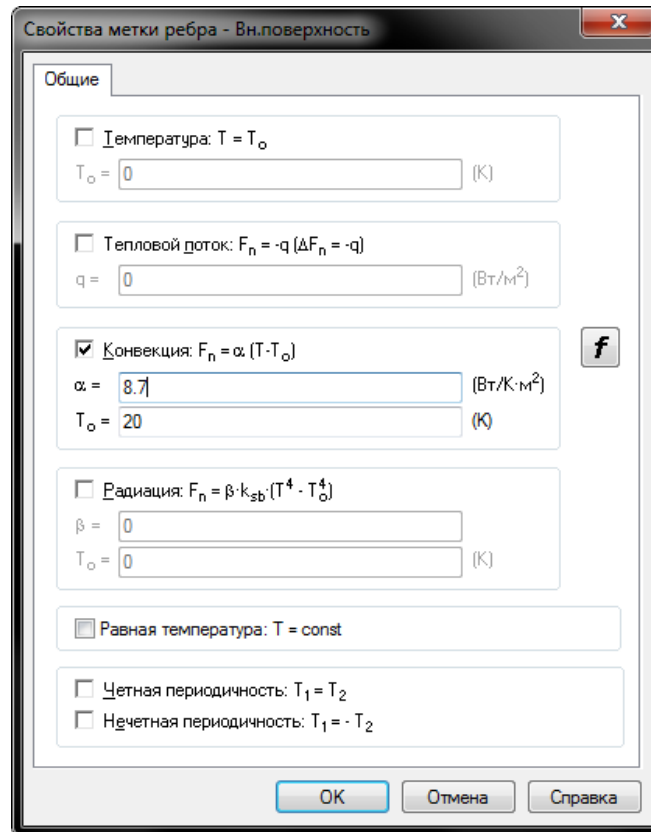 Свойства метки ребра - Вн.поверхность
Общие
Температура: T = Tₒ
Tₒ = 0 (K)
Тепловой поток: Fₙ = -q (ΔFₙ = -q)
q = 0 (Вт/м²)
Конвекция: Fₙ = α (T-Tₒ)
f
α = 8.7 (Вт/К·м²)
Tₒ = 20 (K)
Радиация: Fₙ = β·kₛb·(T⁴ - Tₒ⁴)
β = 0
Tₒ = 0 (K)
Равная температура: T = const
Четная периодичность: T₁ = T₂
Нечетная периодичность: T₁ = - T₂
OK Отмена Справка